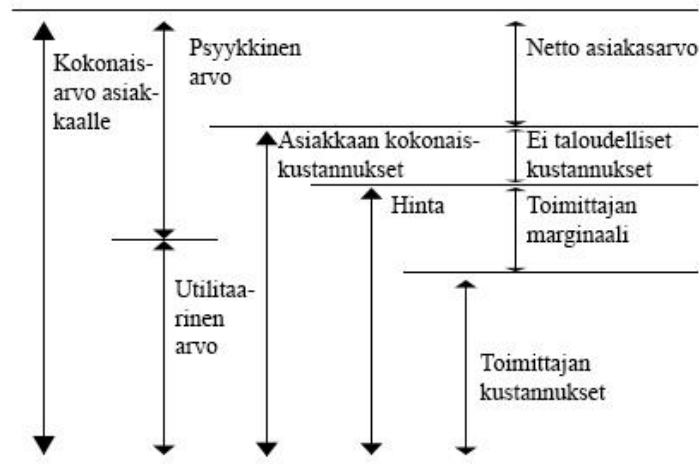 Kokonais-
arvo asiak-
kaalle
Psyykkinen
arvo
Netto asiakasarvo
Asiakkaan kokonais-
kustannukset
Ei taloudelliset
kustannukset
Hinta
Toimittajan
marginaali
Utilitaa-
rinen
arvo
Toimittajan
kustannukset